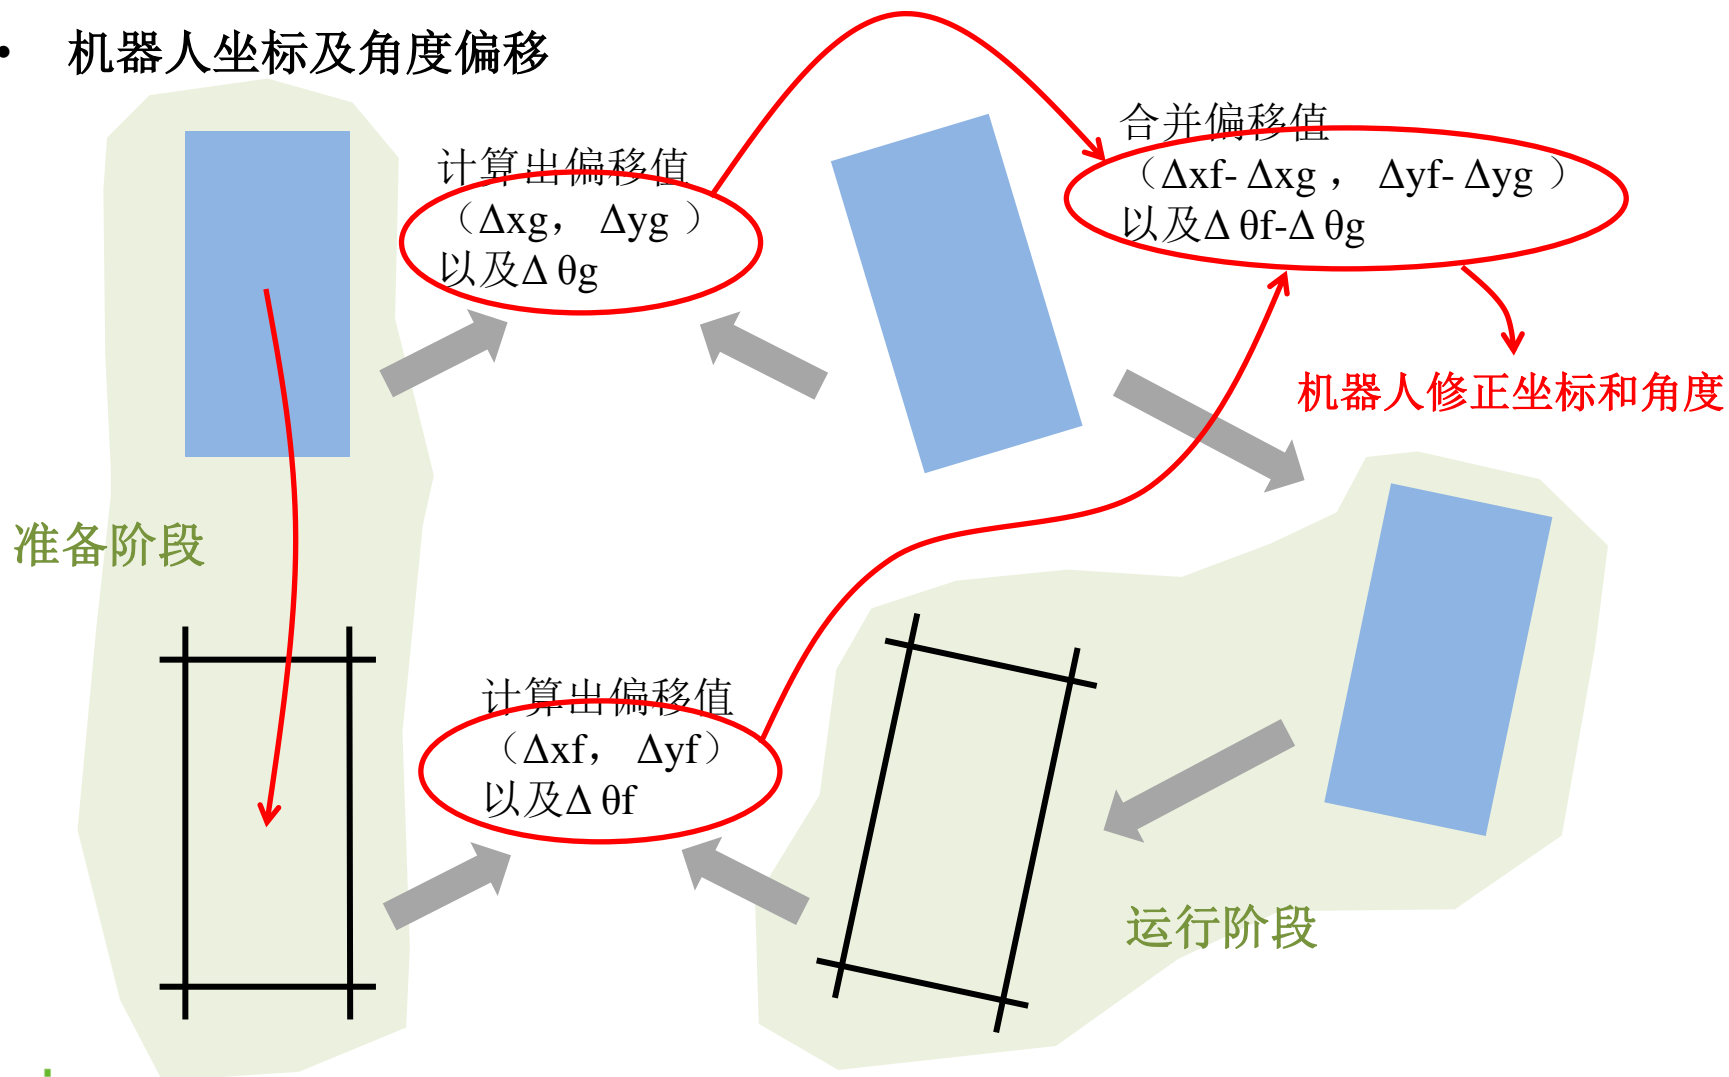 • 机器人坐标及角度偏移
计算出偏移值
（Δxg， Δyg ）
以及Δ θg
合并偏移值
（Δxf- Δxg ， Δyf- Δyg ）
以及Δ θf-Δ θg
机器人修正坐标和角度
准备阶段
计算出偏移值
（Δxf， Δyf）
以及Δ θf
运行阶段